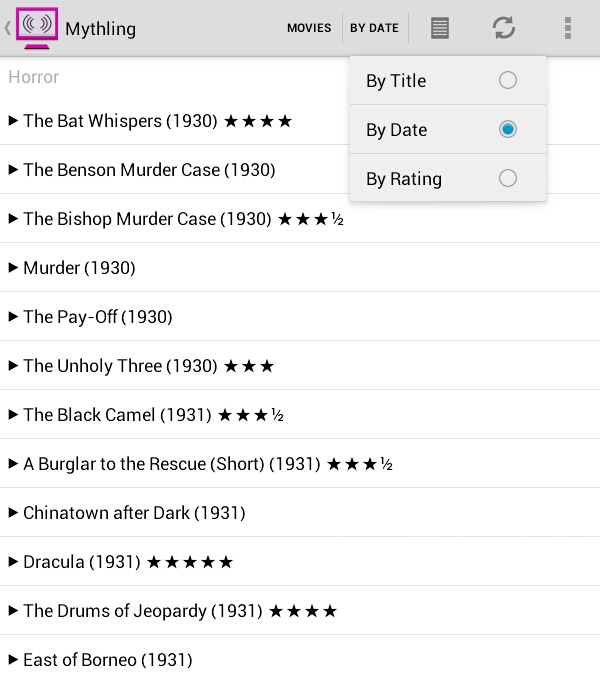 Mythling MOVIES BY DATE
Horror
By Title
By Date
By Rating
The Bat Whispers (1930) ★★★★
The Benson Murder Case (1930)
The Bishop Murder Case (1930) ★★★½
Murder (1930)
The Pay-Off (1930)
The Unholy Three (1930) ★★★
The Black Camel (1931) ★★★½
A Burglar to the Rescue (Short) (1931) ★★★½
Chinatown after Dark (1931)
Dracula (1931) ★★★★★
The Drums of Jeopardy (1931) ★★★★
East of Borneo (1931)